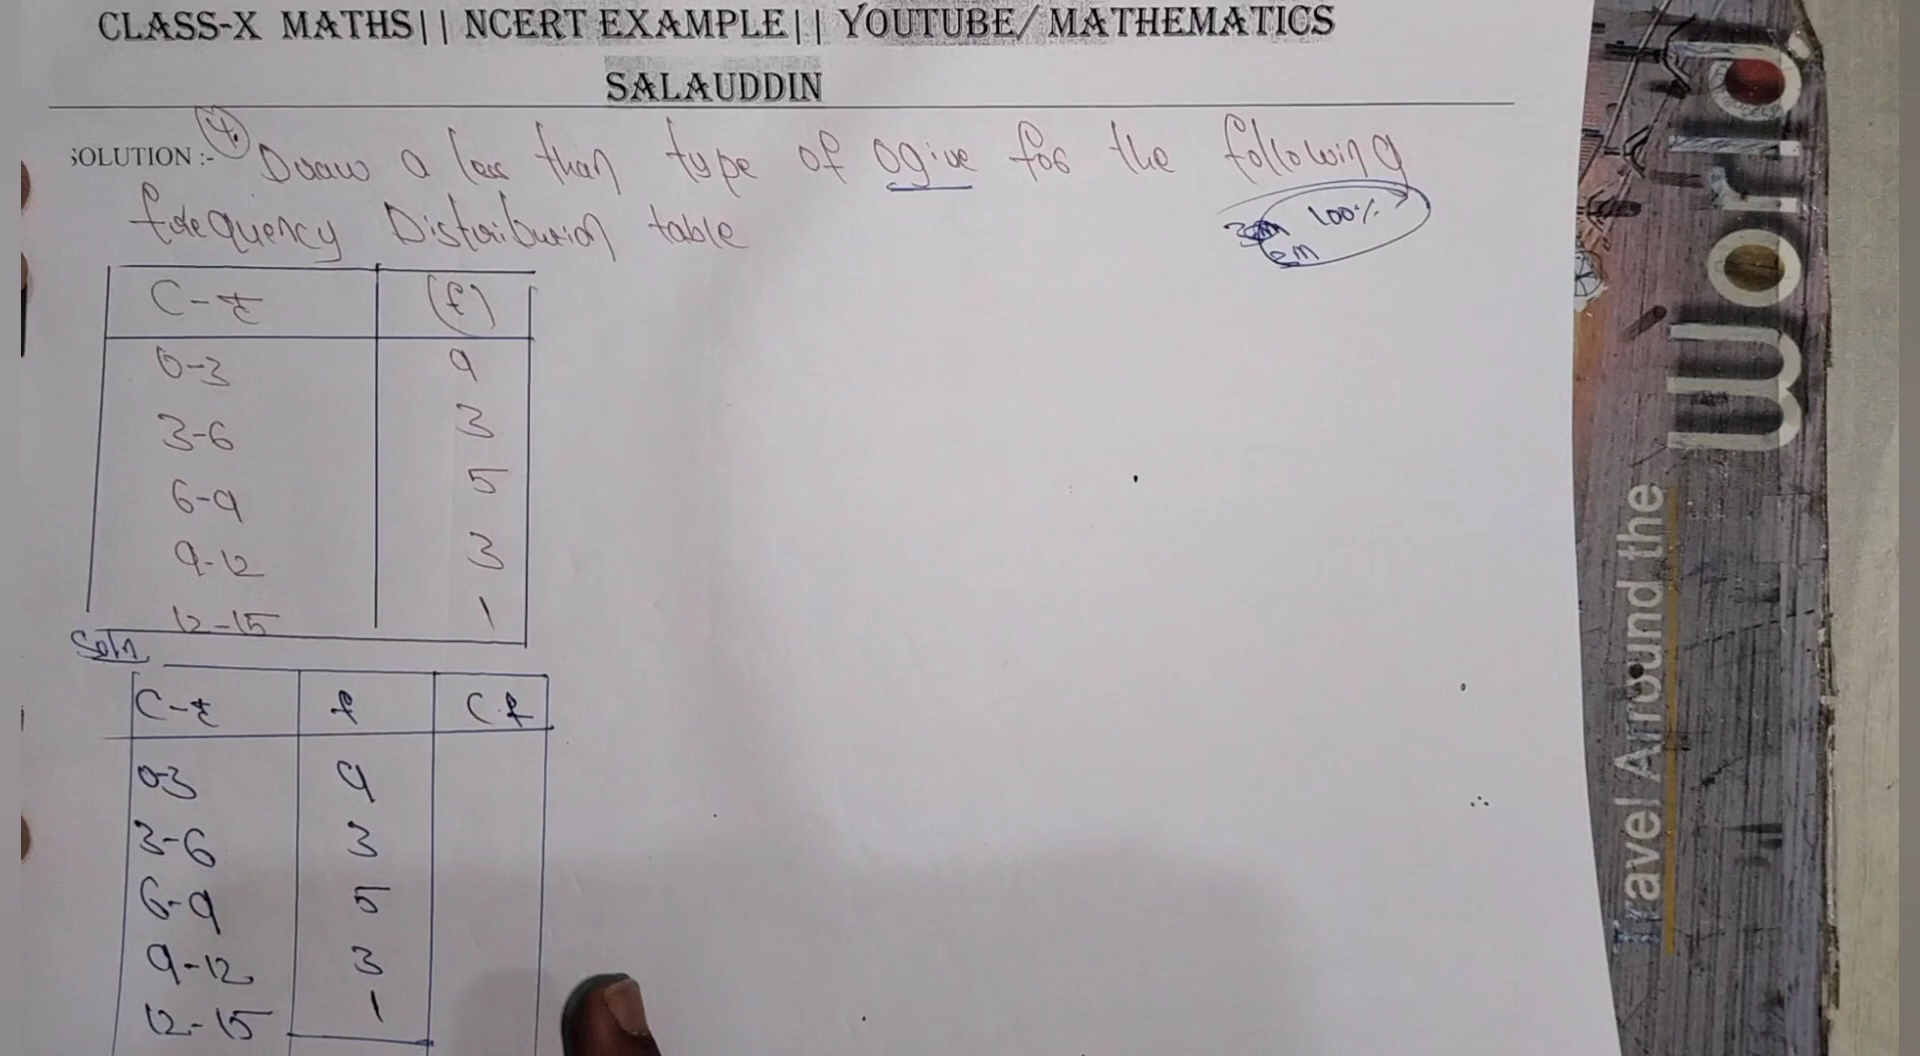 CLASS-X MATHS|| NCERT EXAMPLE|| YOUTUBE/ MATHEMATICS
SALAUDDIN
SOLUTION :- 4. Draw a less than type of ogive for the following
frequency Distribution table
100%
C-I (f)
0-3 9
3-6 3
6-9 5
9-12 3
12-15 1
Soln
C-I f Cf
0-3 9
3-6 3
6-9 5
9-12 3
12-15 1
Travel Arround the World